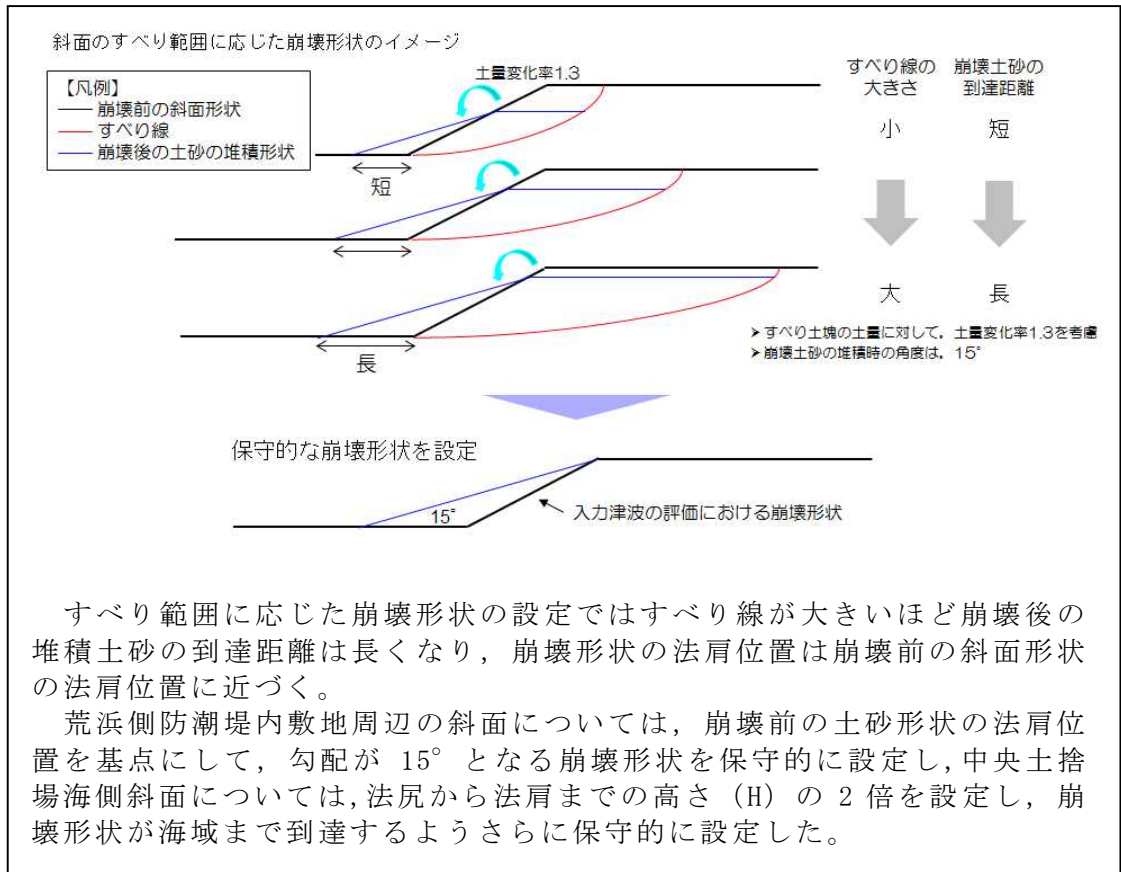 斜面のすべり範囲に応じた崩壊形状のイメージ
【凡例】
崩壊前の斜面形状
すべり線
崩壊後の土砂の堆積形状
土量変化率1.3
短
長
すべり線の
大きさ
小
大
崩壊土砂の
到達距離
短
長
➤すべり土塊の土量に対して，土量変化率1.3を考慮
➤崩壊土砂の堆積時の角度は，15°
保守的な崩壊形状を設定
15°
入力津波の評価における崩壊形状
すべり範囲に応じた崩壊形状の設定ではすべり線が大きいほど崩壊後の
堆積土砂の到達距離は長くなり，崩壊形状の法肩位置は崩壊前の斜面形状
の法肩位置に近づく。
荒浜側防潮堤内敷地周辺の斜面については，崩壊前の土砂形状の法肩位
置を基点にして，勾配が 15°となる崩壊形状を保守的に設定し,中央土捨
場海側斜面については,法尻から法肩までの高さ（H）の 2 倍を設定し，崩
壊形状が海域まで到達するようさらに保守的に設定した。